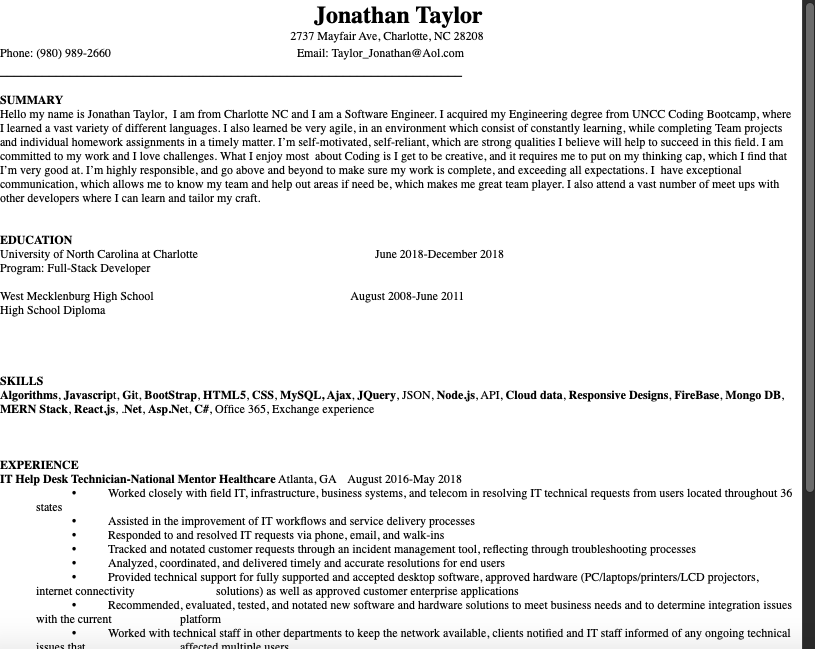 Jonathan Taylor
2737 Mayfair Ave, Charlotte, NC 28208
Phone: (980) 989-2660 Email: Taylor_Jonathan@Aol.com
SUMMARY
Hello my name is Jonathan Taylor, I am from Charlotte NC and I am a Software Engineer. I acquired my Engineering degree from UNCC Coding Bootcamp, where
I learned a vast variety of different languages. I also learned be very agile, in an environment which consist of constantly learning, while completing Team projects
and individual homework assignments in a timely matter. I'm self-motivated, self-reliant, which are strong qualities I believe will help to succeed in this field. I am
committed to my work and I love challenges. What I enjoy most about Coding is I get to be creative, and it requires me to put on my thinking cap, which I find that
I'm very good at. I'm highly responsible, and go above and beyond to make sure my work is complete, and exceeding all expectations. I have exceptional
communication, which allows me to know my team and help out areas if need be, which makes me great team player. I also attend a vast number of meet ups with
other developers where I can learn and tailor my craft.
EDUCATION
University of North Carolina at Charlotte June 2018-December 2018
Program: Full-Stack Developer
West Mecklenburg High School August 2008-June 2011
High School Diploma
SKILLS
Algorithms, Javascript, Git, BootStrap, HTML5, CSS, MySQL, Ajax, JQuery, JSON, Node.js, API, Cloud data, Responsive Designs, FireBase, Mongo DB,
MERN Stack, React.js, .Net, Asp.Net, C#, Office 365, Exchange experience
EXPERIENCE
IT Help Desk Technician-National Mentor Healthcare Atlanta, GA August 2016-May 2018
• Worked closely with field IT, infrastructure, business systems, and telecom in resolving IT technical requests from users located throughout 36
states
• Assisted in the improvement of IT workflows and service delivery processes
• Responded to and resolved IT requests via phone, email, and walk-ins
• Tracked and notated customer requests through an incident management tool, reflecting through troubleshooting processes
• Analyzed, coordinated, and delivered timely and accurate resolutions for end users
• Provided technical support for fully supported and accepted desktop software, approved hardware (PC/laptops/printers/LCD projectors,
internet connectivity solutions) as well as approved customer enterprise applications
• Recommended, evaluated, tested, and notated new software and hardware solutions to meet business needs and to determine integration issues
with the current platform
• Worked with technical staff in other departments to keep the network available, clients notified and IT staff informed of any ongoing technical
issues that affected multiple users